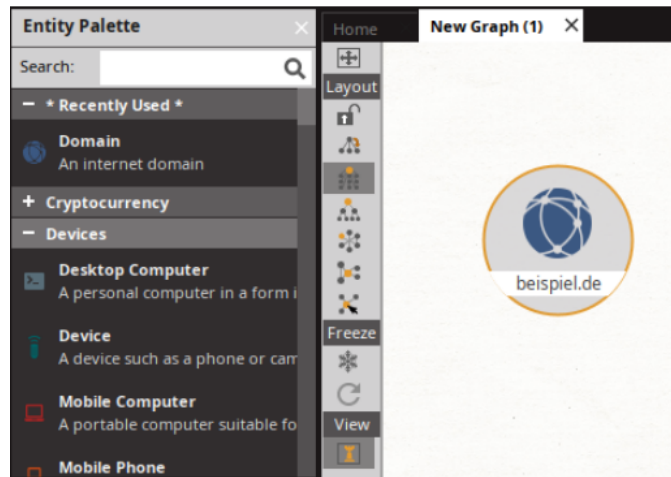 Entity Palette
Search:
* Recently Used *
Domain
An internet domain
Cryptocurrency
Devices
Desktop Computer
A personal computer in a form i
Device
A device such as a phone or cam
Mobile Computer
A portable computer suitable fo
Mobile Phone
Home
New Graph (1)
Layout
Freeze
View
beispiel.de